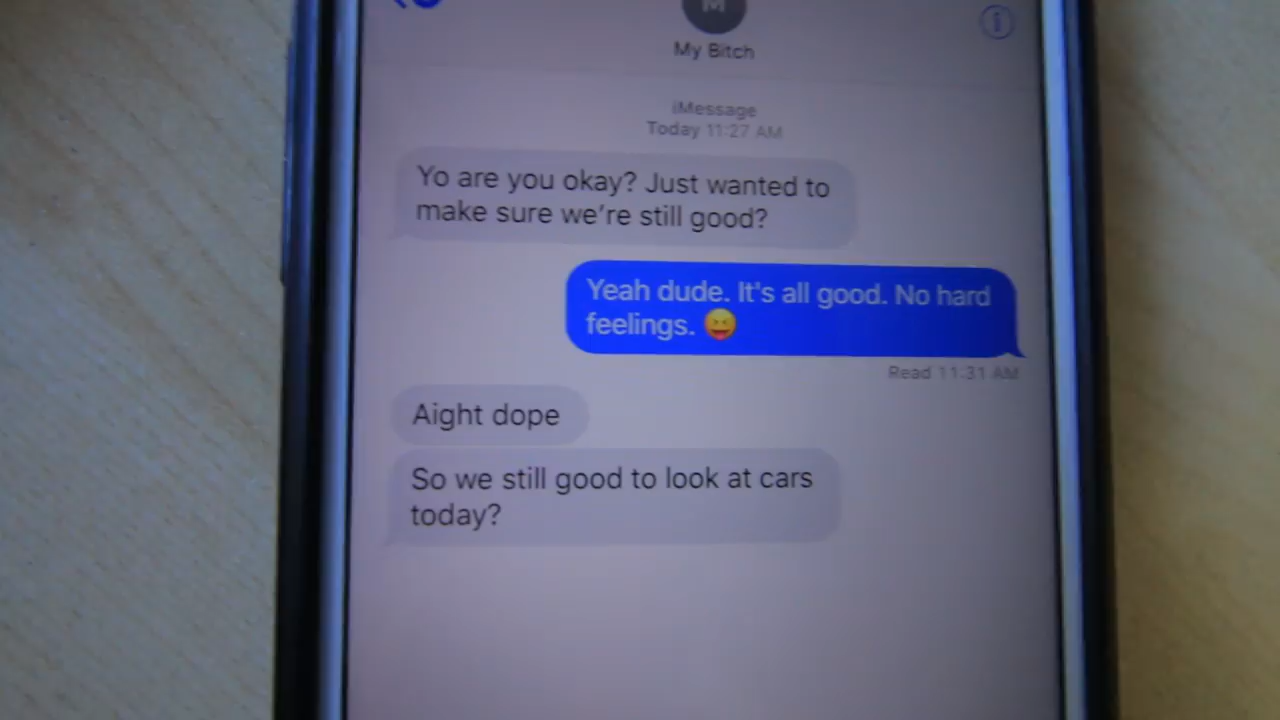 M
My Bitch
iMessage
Today 11:27 AM
Yo are you okay? Just wanted to
make sure we're still good?
Yeah dude. It's all good. No hard
feelings. 😝
Read 11:31 AM
Aight dope
So we still good to look at cars
today?